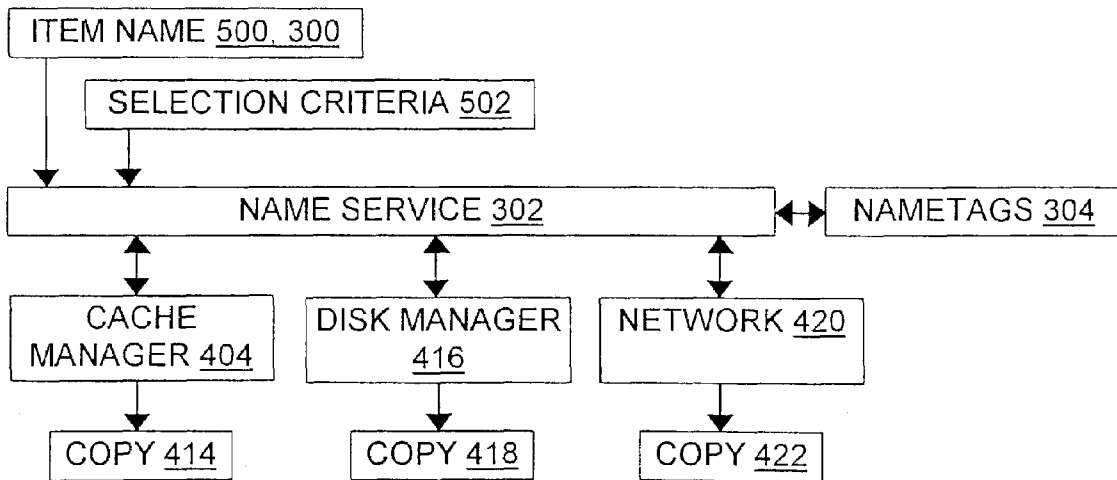 ITEM NAME 500, 300
SELECTION CRITERIA 502
NAME SERVICE 302
NAMETAGS 304
CACHE
MANAGER 404
DISK MANAGER
416
NETWORK 420
COPY 414
COPY 418
COPY 422